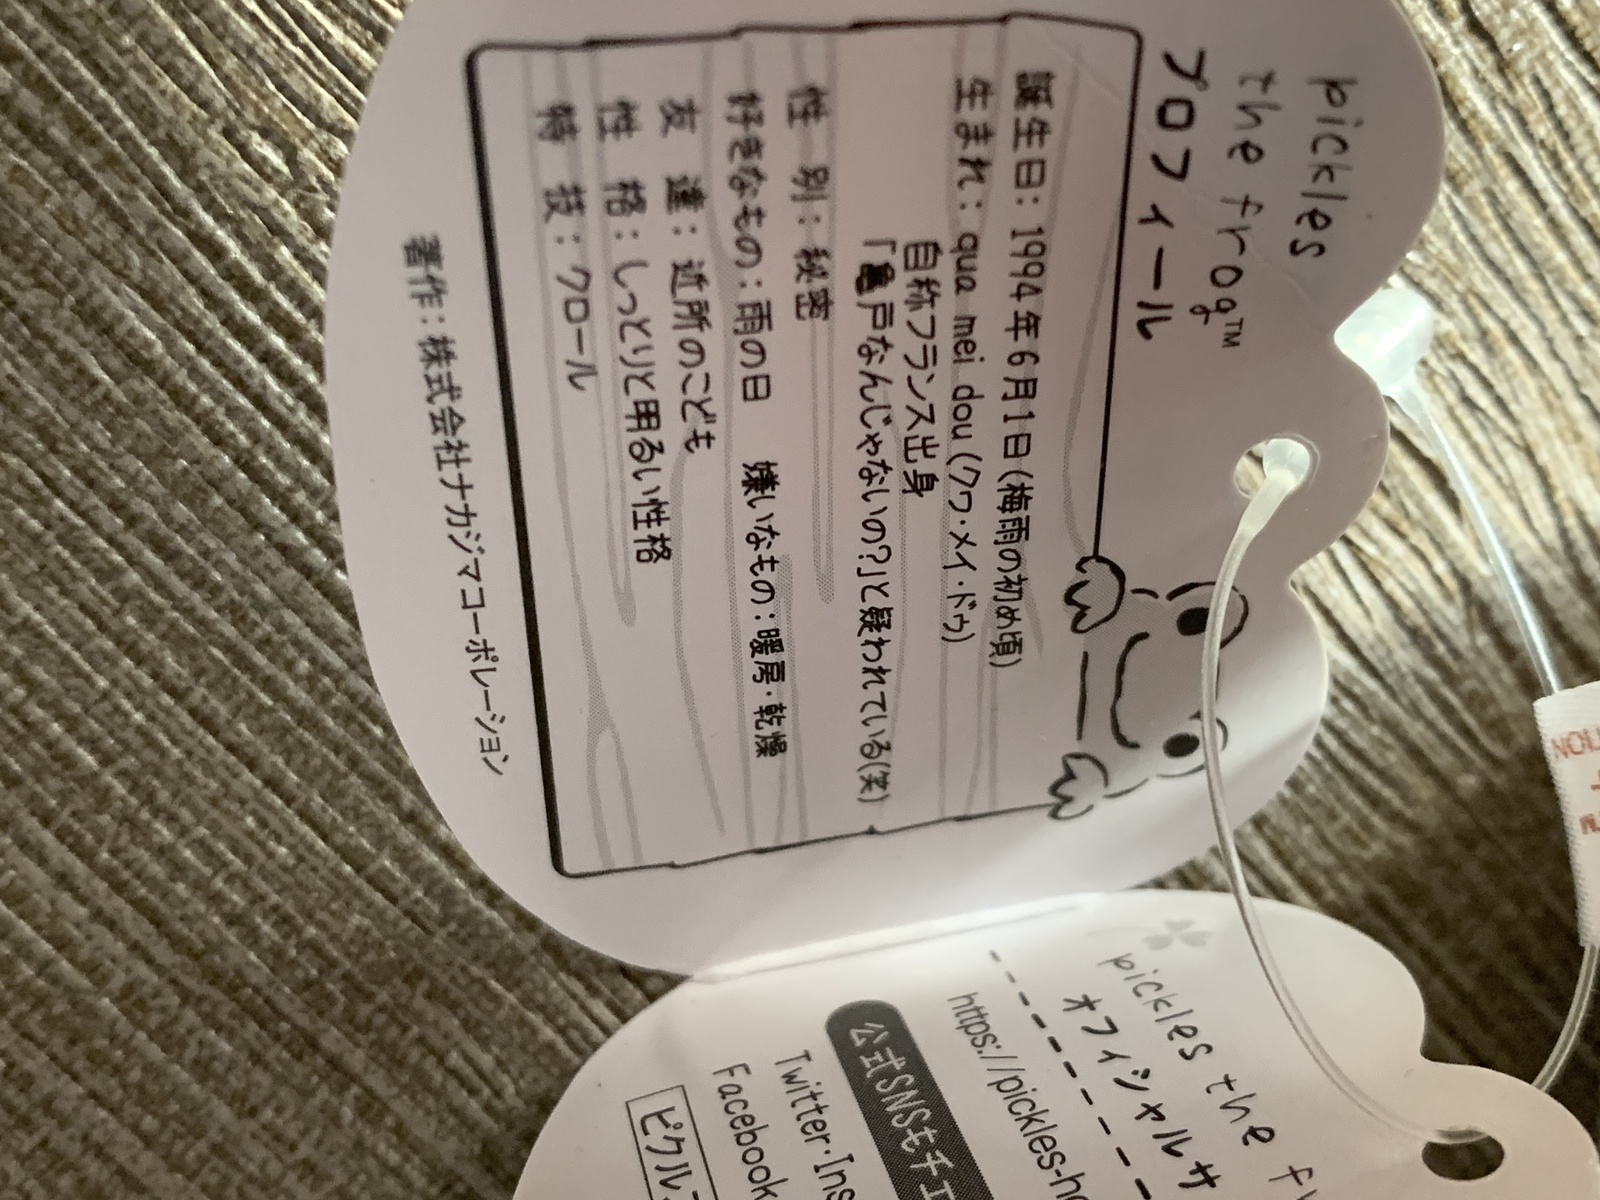 pickles
the frog™
プロフィール
誕生日：1994年6月1日(梅雨の初め頃)
生まれ：qua mei dou (クワ・メイ・ドゥ)
自称フランス出身
「亀戸なんじゃないの?」と疑われている(笑)
性 別：秘密
好きなもの：雨の日 嫌いなもの：暖房・乾燥
友 達：近所のこども
性 格：しっとりと明るい性格
特 技：クロール
著作：株式会社ナカジマコーポレーション
pickles the
オフィシャルサ
https://pickles-h
公式SNSもチェ
Twitter・Ins
Facebook
ピクル